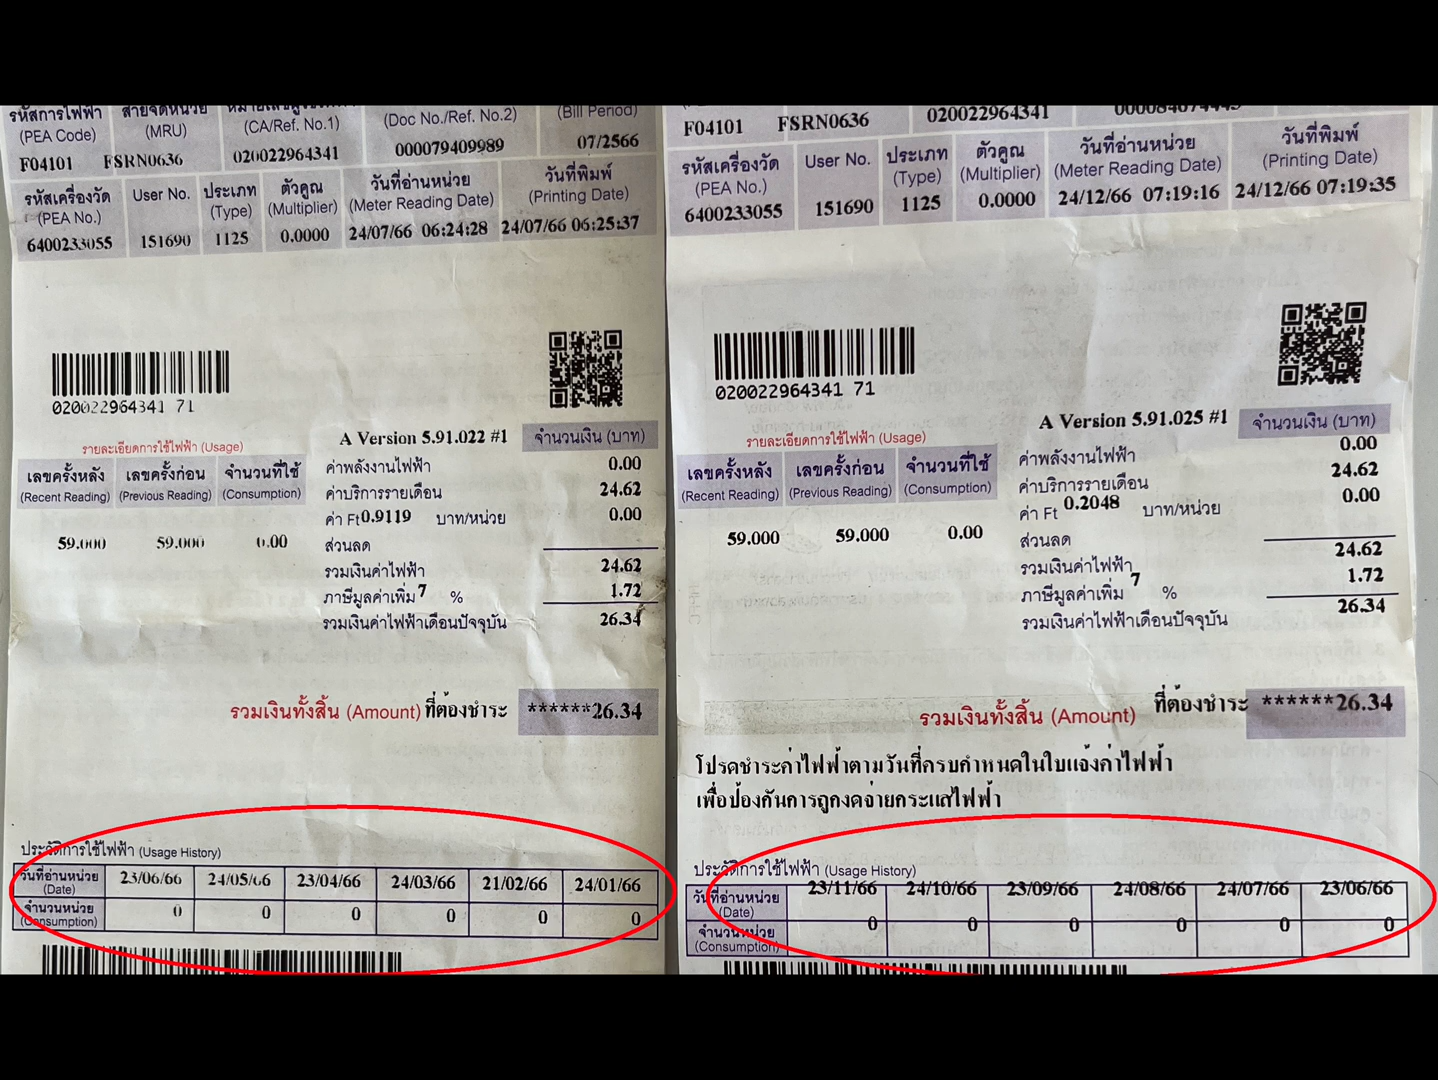 รหัสการไฟฟ้า สายจดหน่วย
(PEA Code) (MRU) (CA/Ref. No.1) (Doc No./Ref. No.2) (Bill Period)
F04101 FSRN0636 020022964341 000079409989 07/2566
รหัสเครื่องวัด User No. ประเภท ตัวคูณ วันที่อ่านหน่วย วันที่พิมพ์
(PEA No.) (Type) (Multiplier) (Meter Reading Date) (Printing Date)
6400233055 151690 1125 0.0000 24/07/66 06:24:28 24/07/66 06:25:37
020022964341 71
A Version 5.91.022 #1 จำนวนเงิน (บาท)
รายละเอียดการใช้ไฟฟ้า (Usage)
เลขครั้งหลัง เลขครั้งก่อน จำนวนที่ใช้
(Recent Reading) (Previous Reading) (Consumption)
59.000 59.000 0.00
ค่าพลังงานไฟฟ้า 0.00
ค่าบริการรายเดือน 24.62
ค่า Ft 0.9119 บาท/หน่วย 0.00
ส่วนลด
รวมเงินค่าไฟฟ้า 24.62
ภาษีมูลค่าเพิ่ม 7 % 1.72
รวมเงินค่าไฟฟ้าเดือนปัจจุบัน 26.34
รวมเงินทั้งสิ้น (Amount) ที่ต้องชำระ ******26.34
ประวัติการใช้ไฟฟ้า (Usage History)
วันที่อ่านหน่วย (Date) 23/06/66 24/05/66 23/04/66 24/03/66 21/02/66 24/01/66
จำนวนหน่วย (Consumption) 0 0 0 0 0 0
F04101 FSRN0636 020022964341
รหัสเครื่องวัด User No. ประเภท ตัวคูณ วันที่อ่านหน่วย วันที่พิมพ์
(PEA No.) (Type) (Multiplier) (Meter Reading Date) (Printing Date)
6400233055 151690 1125 0.0000 24/12/66 07:19:16 24/12/66 07:19:35
020022964341 71
A Version 5.91.025 #1 จำนวนเงิน (บาท)
รายละเอียดการใช้ไฟฟ้า (Usage)
เลขครั้งหลัง เลขครั้งก่อน จำนวนที่ใช้
(Recent Reading) (Previous Reading) (Consumption)
59.000 59.000 0.00
ค่าพลังงานไฟฟ้า 0.00
ค่าบริการรายเดือน 24.62
ค่า Ft 0.2048 บาท/หน่วย 0.00
ส่วนลด
รวมเงินค่าไฟฟ้า 24.62
ภาษีมูลค่าเพิ่ม 7 % 1.72
รวมเงินค่าไฟฟ้าเดือนปัจจุบัน 26.34
รวมเงินทั้งสิ้น (Amount) ที่ต้องชำระ ******26.34
โปรดชำระค่าไฟฟ้าตามวันที่ครบกำหนดในใบแจ้งค่าไฟฟ้า
เพื่อป้องกันการถูกงดจ่ายกระแสไฟฟ้า
ประวัติการใช้ไฟฟ้า (Usage History)
วันที่อ่านหน่วย (Date) 23/11/66 24/10/66 23/09/66 24/08/66 24/07/66 23/06/66
จำนวนหน่วย (Consumption) 0 0 0 0 0 0